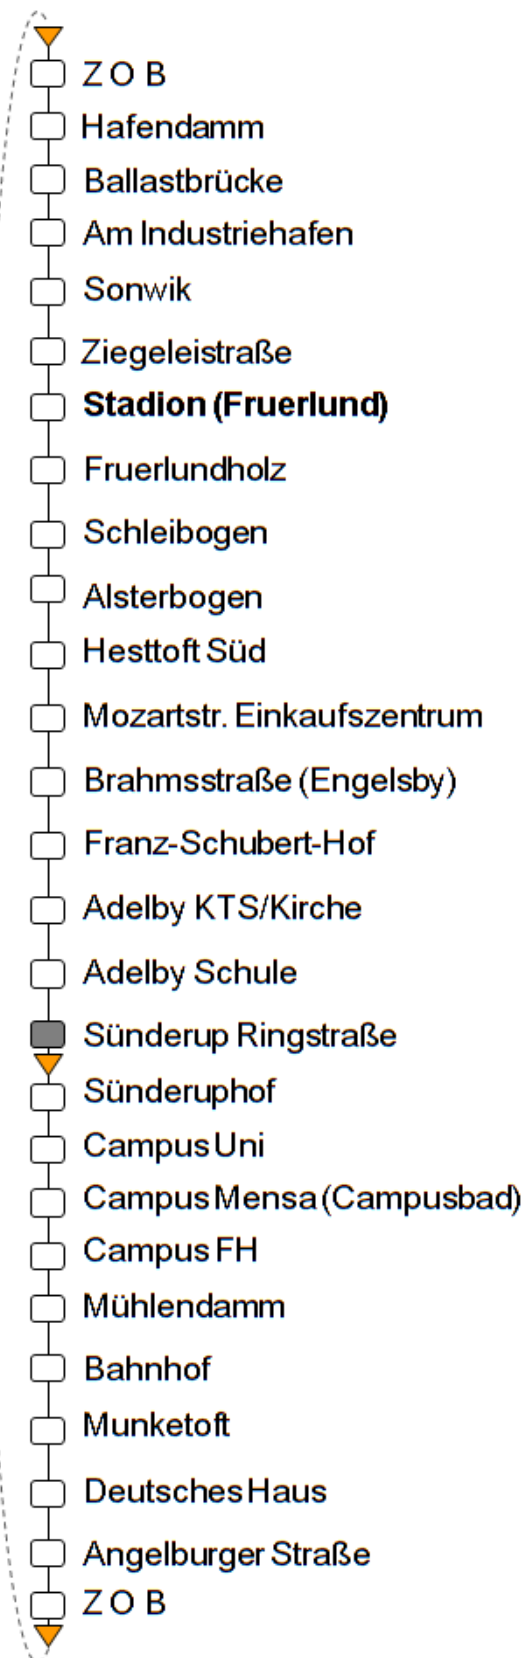 Z O B
Hafendamm
Ballastbrücke
Am Industriehafen
Sonwik
Ziegeleistraße
Stadion (Fruerlund)
Fruerlundholz
Schleibogen
Alsterbogen
Hesttoft Süd
Mozartstr. Einkaufszentrum
Brahmsstraße (Engelsby)
Franz-Schubert-Hof
Adelby KTS/Kirche
Adelby Schule
Sünderup Ringstraße
Sünderuphof
Campus Uni
Campus Mensa (Campusbad)
Campus FH
Mühlendamm
Bahnhof
Munketoft
Deutsches Haus
Angelburger Straße
Z O B